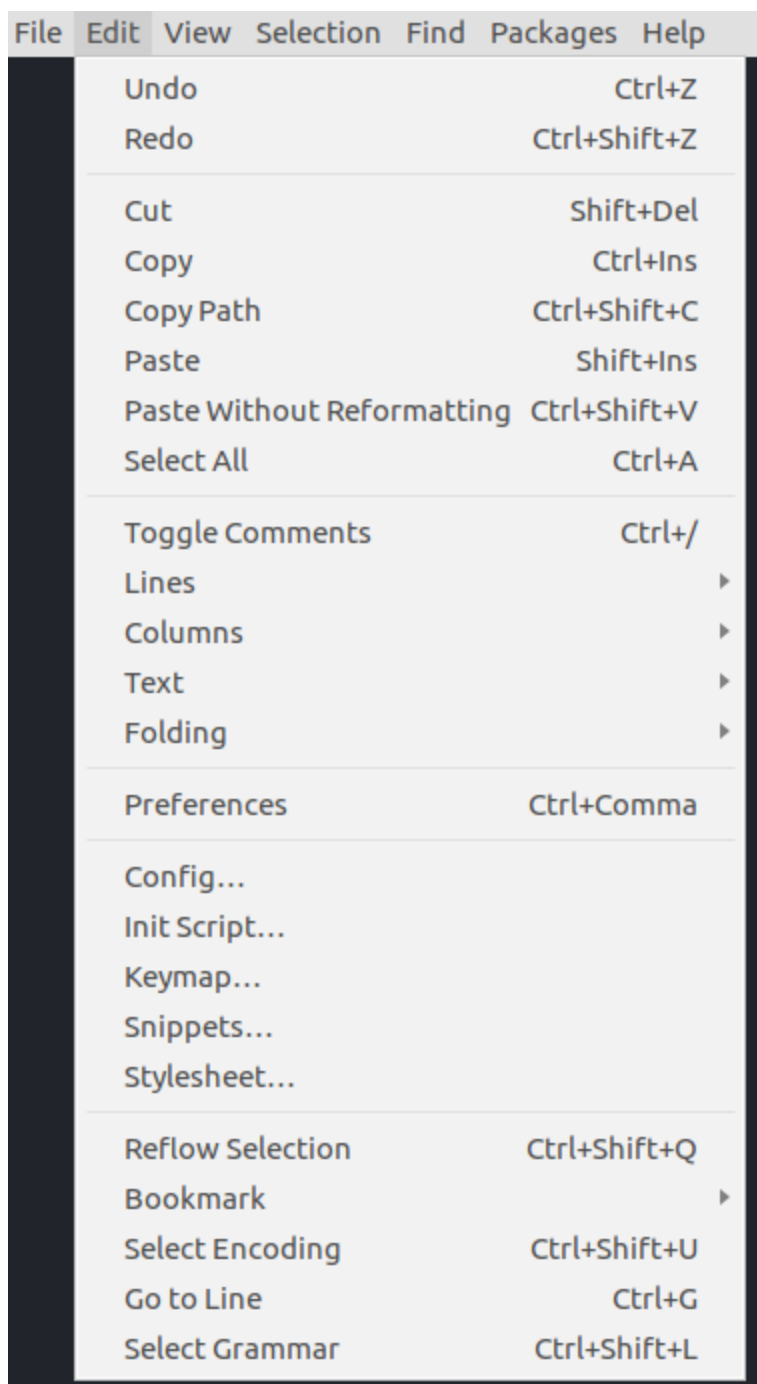 File Edit View Selection Find Packages Help
Undo Ctrl+Z
Redo Ctrl+Shift+Z
Cut Shift+Del
Copy Ctrl+Ins
Copy Path Ctrl+Shift+C
Paste Shift+Ins
Paste Without Reformatting Ctrl+Shift+V
Select All Ctrl+A
Toggle Comments Ctrl+/
Lines
Columns
Text
Folding
Preferences Ctrl+Comma
Config...
Init Script...
Keymap...
Snippets...
Stylesheet...
Reflow Selection Ctrl+Shift+Q
Bookmark
Select Encoding Ctrl+Shift+U
Go to Line Ctrl+G
Select Grammar Ctrl+Shift+L